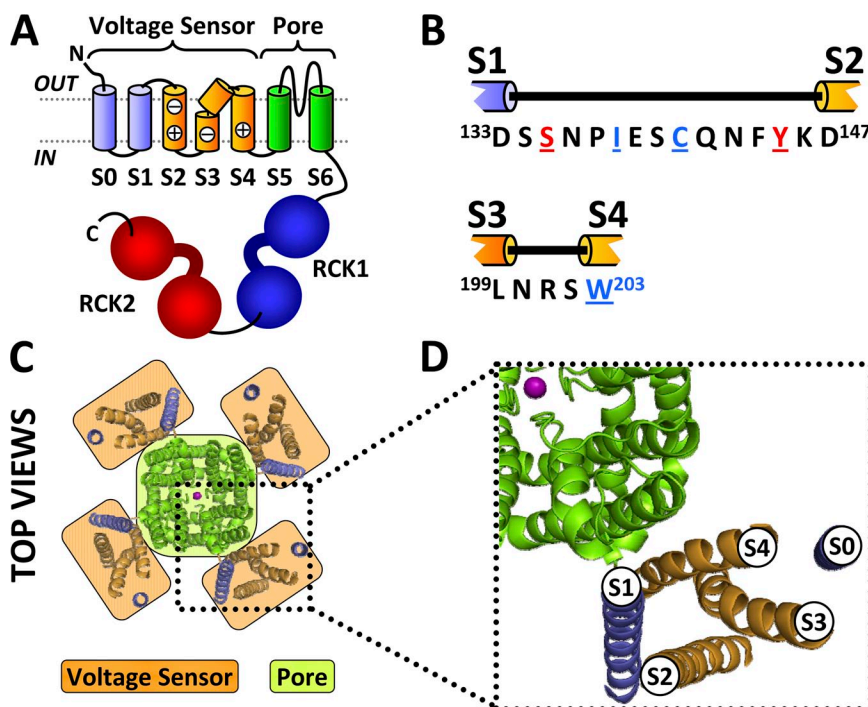 A
Voltage Sensor Pore
N
OUT
− −
+ + +
IN
S0 S1 S2 S3 S4 S5 S6
C
RCK2
RCK1
B
S1 S2
133D S S N P I E S C Q N F Y K D147
S3 S4
199L N R S W203
C
TOP VIEWS
Voltage Sensor Pore
D
S4
S0
S1
S3
S2